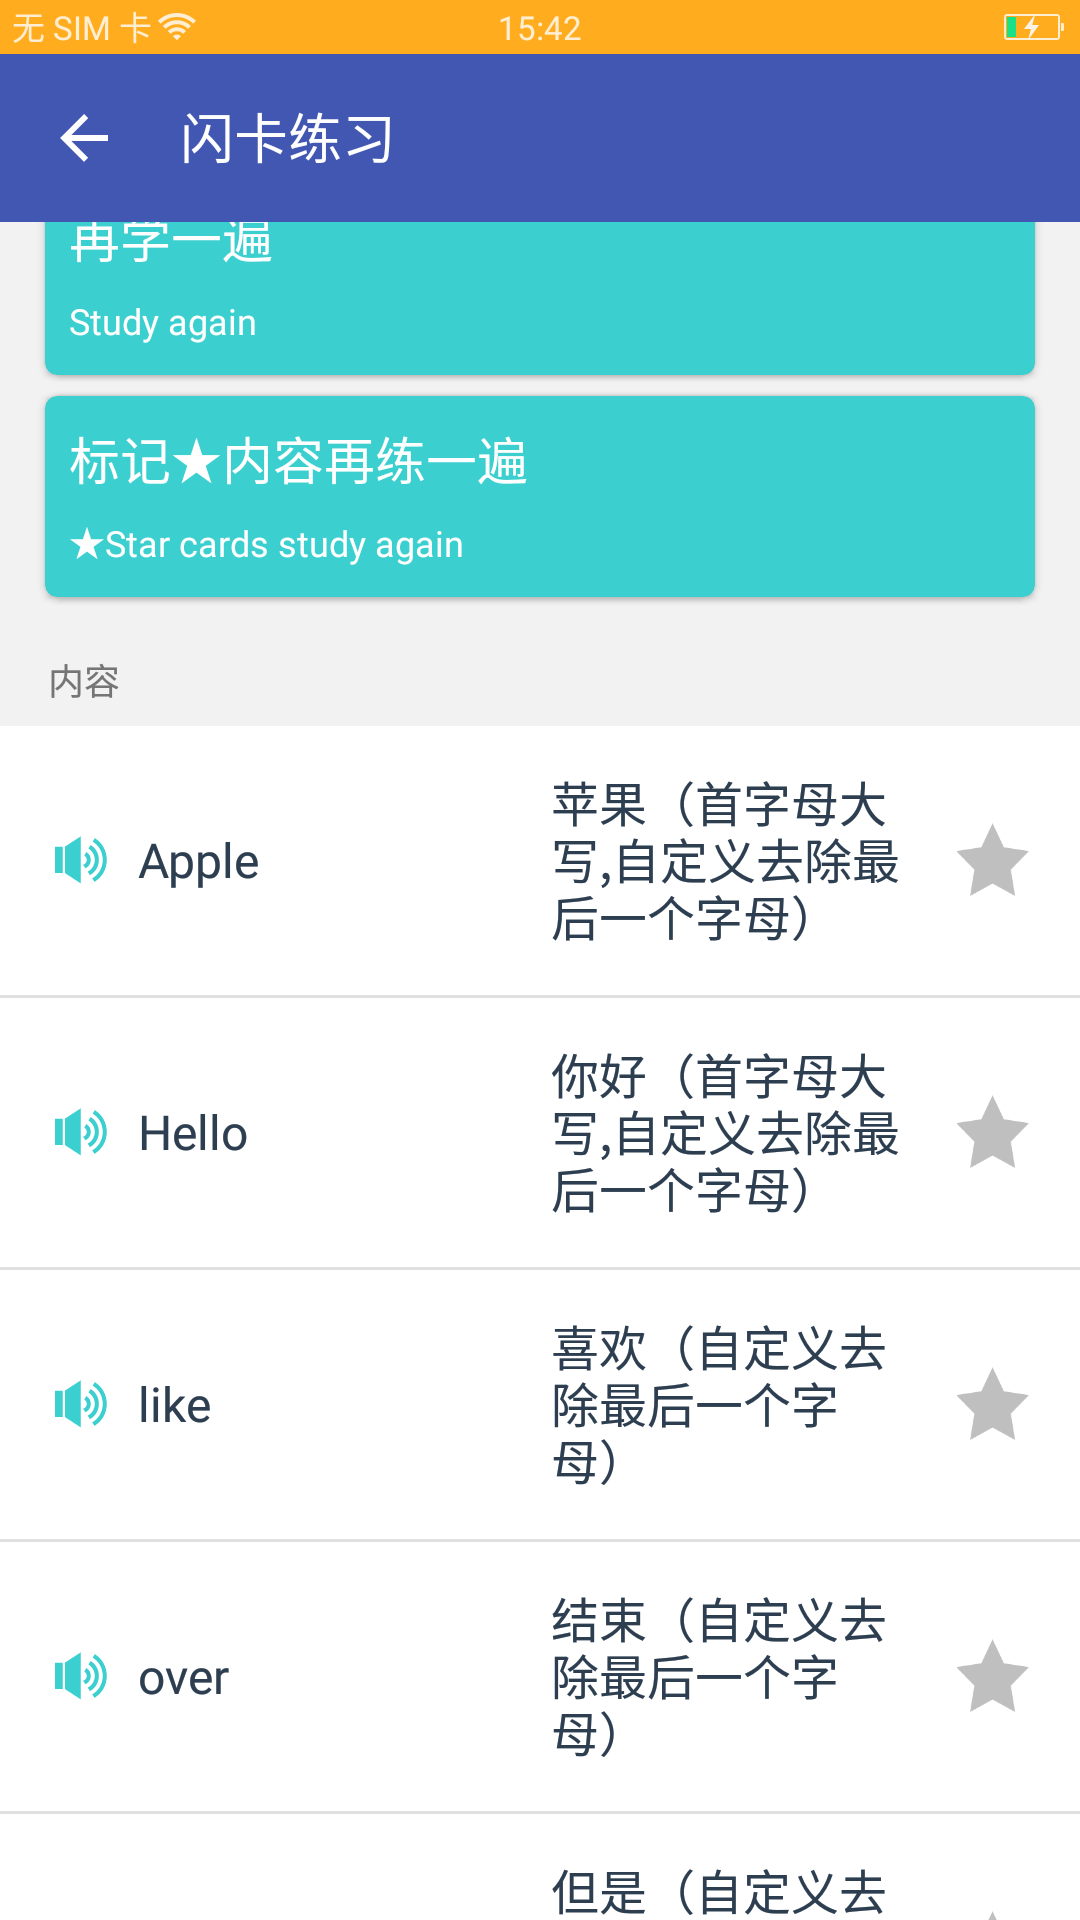 无 SIM 卡
15:42
闪卡练习
再学一遍
Study again
标记★内容再练一遍
★Star cards study again
内容
Apple
苹果（首字母大
写,自定义去除最
后一个字母）
Hello
你好（首字母大
写,自定义去除最
后一个字母）
like
喜欢（自定义去
除最后一个字
母）
over
结束（自定义去
除最后一个字
母）
但是（自定义去